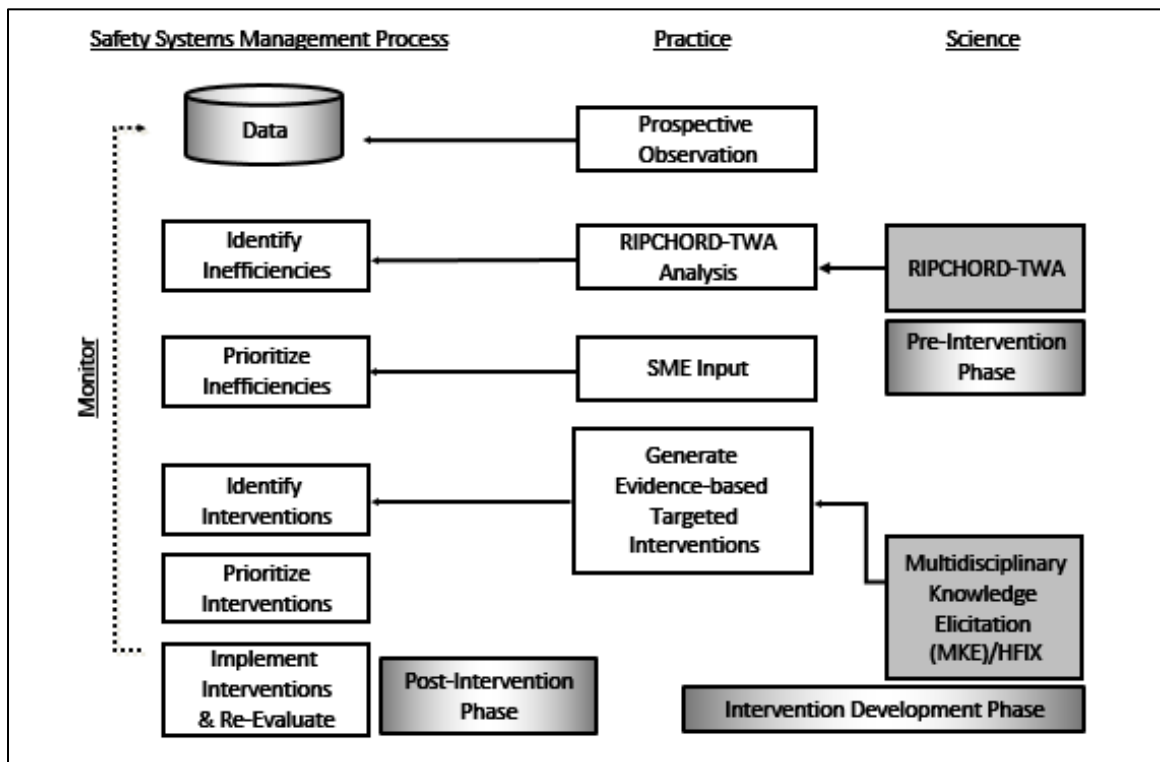 Safety Systems Management Process
Practice
Science
Data
Prospective
Observation
Identify
Inefficiencies
RIPCHORD-TWA
Analysis
RIPCHORD-TWA
Pre-Intervention
Phase
Prioritize
Inefficiencies
SME Input
Monitor
Identify
Interventions
Generate
Evidence-based
Targeted
Interventions
Prioritize
Interventions
Multidisciplinary
Knowledge
Elicitation
(MKE)/HFIX
Implement
Interventions
& Re-Evaluate
Post-Intervention
Phase
Intervention Development Phase